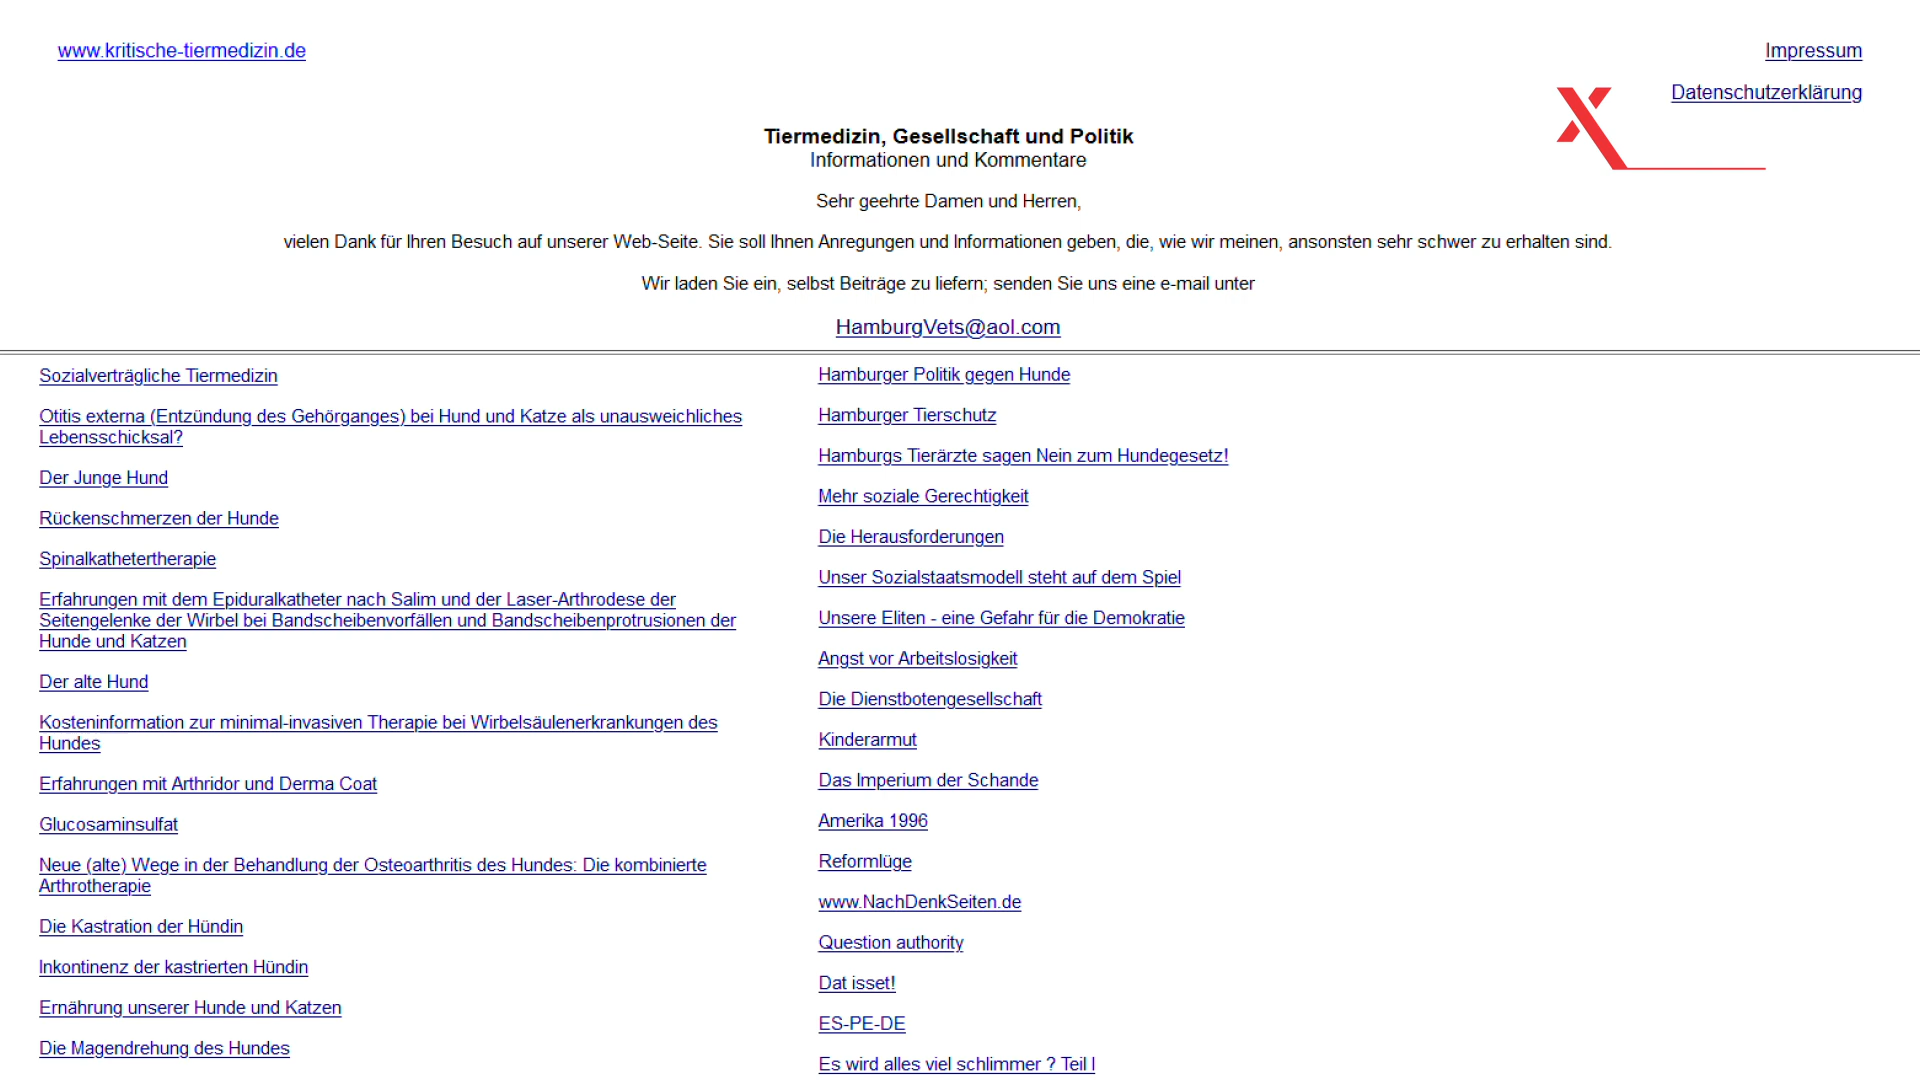 www.kritische-tiermedizin.de
Impressum
Datenschutzerklärung
Tiermedizin, Gesellschaft und Politik
Informationen und Kommentare
Sehr geehrte Damen und Herren,
vielen Dank für Ihren Besuch auf unserer Web-Seite. Sie soll Ihnen Anregungen und Informationen geben, die, wie wir meinen, ansonsten sehr schwer zu erhalten sind.
Wir laden Sie ein, selbst Beiträge zu liefern; senden Sie uns eine e-mail unter
HamburgVets@aol.com
Sozialverträgliche Tiermedizin
Otitis externa (Entzündung des Gehörganges) bei Hund und Katze als unausweichliches
Lebensschicksal?
Der Junge Hund
Rückenschmerzen der Hunde
Spinalkathetertherapie
Erfahrungen mit dem Epiduralkatheter nach Salim und der Laser-Arthrodese der
Seitengelenke der Wirbel bei Bandscheibenvorfällen und Bandscheibenprotrusionen der
Hunde und Katzen
Der alte Hund
Kosteninformation zur minimal-invasiven Therapie bei Wirbelsäulenerkrankungen des
Hundes
Erfahrungen mit Arthridor und Derma Coat
Glucosaminsulfat
Neue (alte) Wege in der Behandlung der Osteoarthritis des Hundes: Die kombinierte
Arthrotherapie
Die Kastration der Hündin
Inkontinenz der kastrierten Hündin
Ernährung unserer Hunde und Katzen
Die Magendrehung des Hundes
Hamburger Politik gegen Hunde
Hamburger Tierschutz
Hamburgs Tierärzte sagen Nein zum Hundegesetz!
Mehr soziale Gerechtigkeit
Die Herausforderungen
Unser Sozialstaatsmodell steht auf dem Spiel
Unsere Eliten - eine Gefahr für die Demokratie
Angst vor Arbeitslosigkeit
Die Dienstbotengesellschaft
Kinderarmut
Das Imperium der Schande
Amerika 1996
Reformlüge
www.NachDenkSeiten.de
Question authority
Dat isset!
ES-PE-DE
Es wird alles viel schlimmer ? Teil I